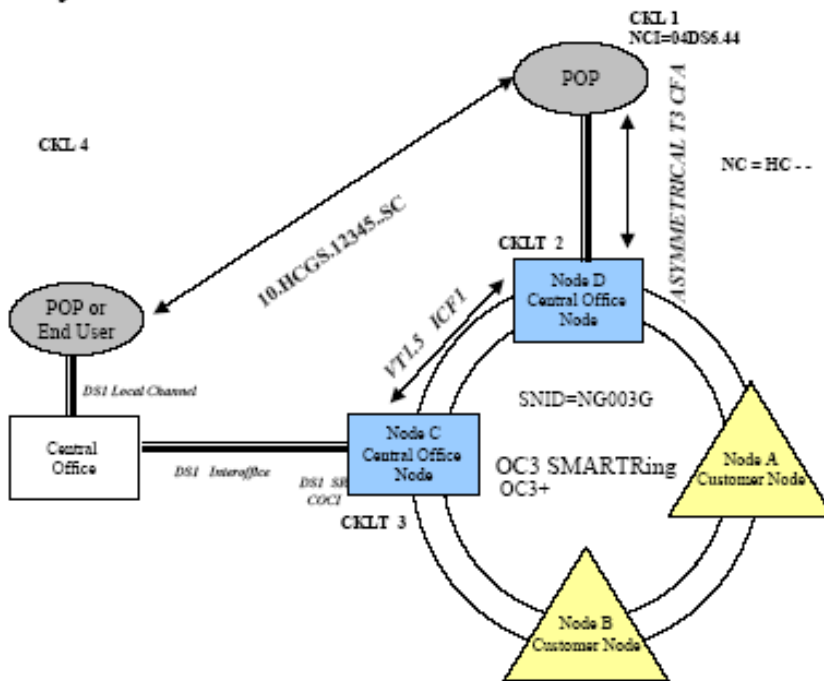 CKL 1
NCI=04DS6.44
POP
ASYMMETRICAL T3 CFA
CKL 4
NC = HC - -
10.HCGS.12345..SC
CKLT 2
Node D
Central Office
Node
POP or
End User
VT1.5 ICF1
DS1 Local Channel
SNID=NG003G
Central
Office
Node C
Central Office
Node
DS1 Interoffice
DS1 SR
COCI
OC3 SMARTRing
OC3+
Node A
Customer Node
CKLT 3
Node B
Customer Node